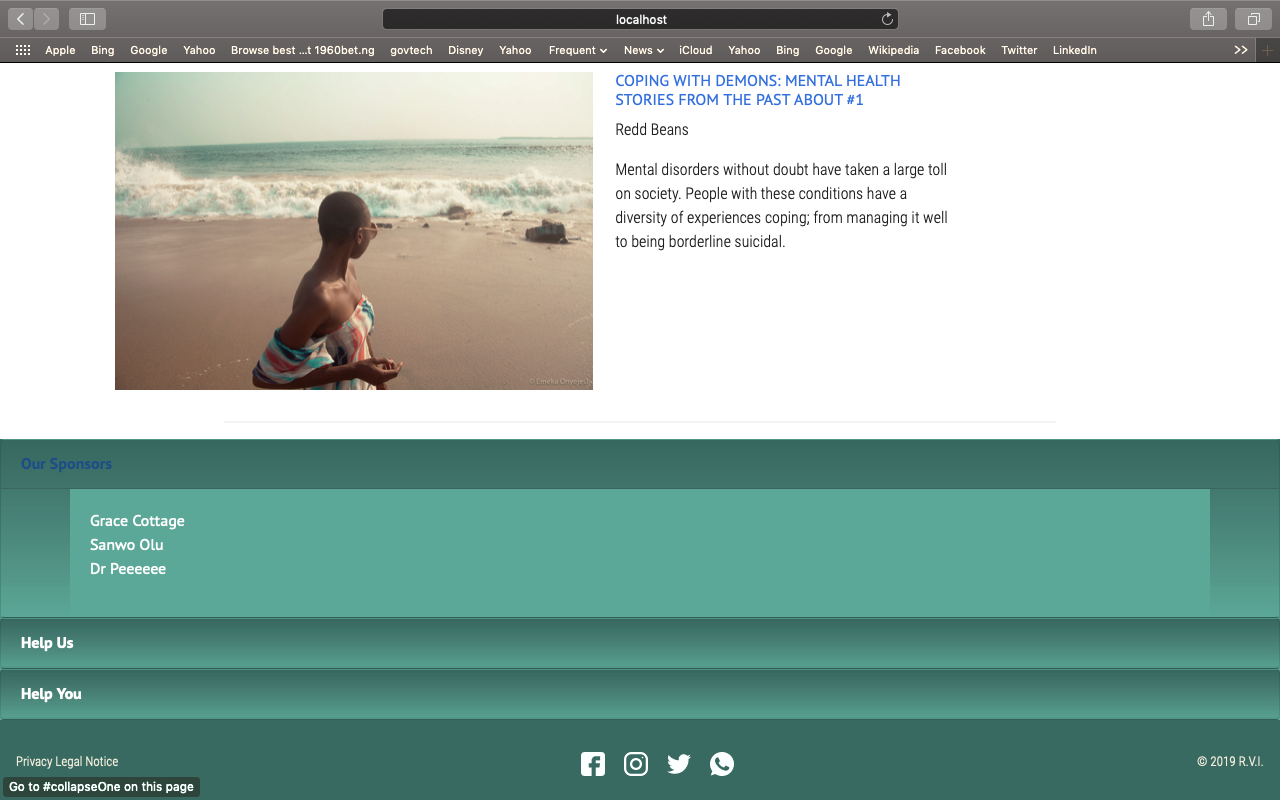 localhost
Apple Bing Google Yahoo Browse best ...t 1960bet.ng govtech Disney Yahoo Frequent News iCloud Yahoo Bing Google Wikipedia Facebook Twitter LinkedIn
COPING WITH DEMONS: MENTAL HEALTH
STORIES FROM THE PAST ABOUT #1
Redd Beans
Mental disorders without doubt have taken a large toll
on society. People with these conditions have a
diversity of experiences coping; from managing it well
to being borderline suicidal.
© Emeka
Our Sponsors
Grace Cottage
Sanwo Olu
Dr Peeeeee
Help Us
Help You
Privacy Legal Notice
© 2019 R.V.I.
Go to #collapseOne on this page